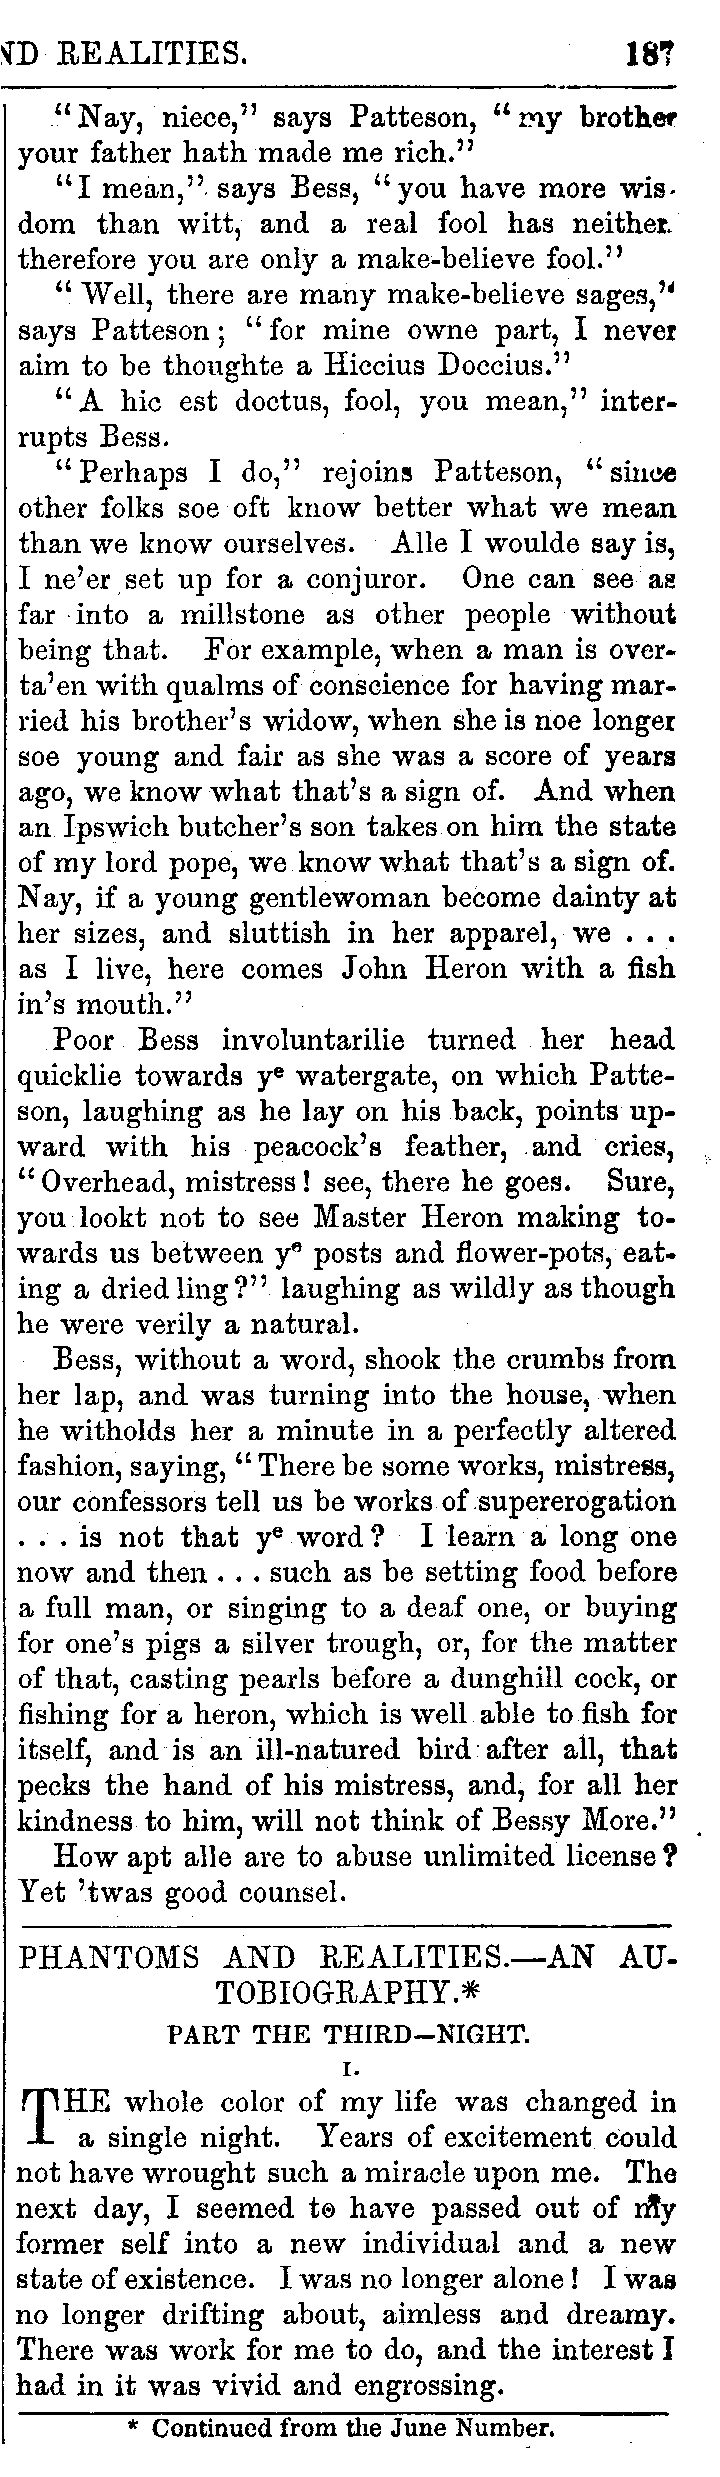 ND REALITIES. 187
“Nay, niece,” says Patteson, “my brother
your father hath made me rich.”
“I mean,” says Bess, “you have more wis-
dom than witt, and a real fool has neither.
therefore you are only a make-believe fool.”
“Well, there are many make-believe sages,”
says Patteson; “for mine owne part, I never
aim to be thoughte a Hiccius Doccius.”
“A hic est doctus, fool, you mean,” inter-
rupts Bess.
“Perhaps I do,” rejoins Patteson, “since
other folks soe oft know better what we mean
than we know ourselves. Alle I woulde say is,
I ne’er set up for a conjuror. One can see as
far into a millstone as other people without
being that. For example, when a man is over-
ta’en with qualms of conscience for having mar-
ried his brother’s widow, when she is noe longer
soe young and fair as she was a score of years
ago, we know what that’s a sign of. And when
an Ipswich butcher’s son takes on him the state
of my lord pope, we know what that’s a sign of.
Nay, if a young gentlewoman become dainty at
her sizes, and sluttish in her apparel, we . . .
as I live, here comes John Heron with a fish
in’s mouth.”
Poor Bess involuntarilie turned her head
quicklie towards yᵉ watergate, on which Patte-
son, laughing as he lay on his back, points up-
ward with his peacock’s feather, and cries,
“Overhead, mistress! see, there he goes. Sure,
you lookt not to see Master Heron making to-
wards us between yᵉ posts and flower-pots, eat-
ing a dried ling?” laughing as wildly as though
he were verily a natural.
Bess, without a word, shook the crumbs from
her lap, and was turning into the house, when
he witholds her a minute in a perfectly altered
fashion, saying, “There be some works, mistress,
our confessors tell us be works of supererogation
. . . is not that yᵉ word? I learn a long one
now and then . . . such as be setting food before
a full man, or singing to a deaf one, or buying
for one’s pigs a silver trough, or, for the matter
of that, casting pearls before a dunghill cock, or
fishing for a heron, which is well able to fish for
itself, and is an ill-natured bird after all, that
pecks the hand of his mistress, and, for all her
kindness to him, will not think of Bessy More.”
How apt alle are to abuse unlimited license?
Yet ’twas good counsel.
PHANTOMS AND REALITIES.—AN AU-
TOBIOGRAPHY.*
PART THE THIRD—NIGHT.
I.
THE whole color of my life was changed in
a single night. Years of excitement could
not have wrought such a miracle upon me. The
next day, I seemed to have passed out of my
former self into a new individual and a new
state of existence. I was no longer alone! I was
no longer drifting about, aimless and dreamy.
There was work for me to do, and the interest I
had in it was vivid and engrossing.
* Continued from the June Number.